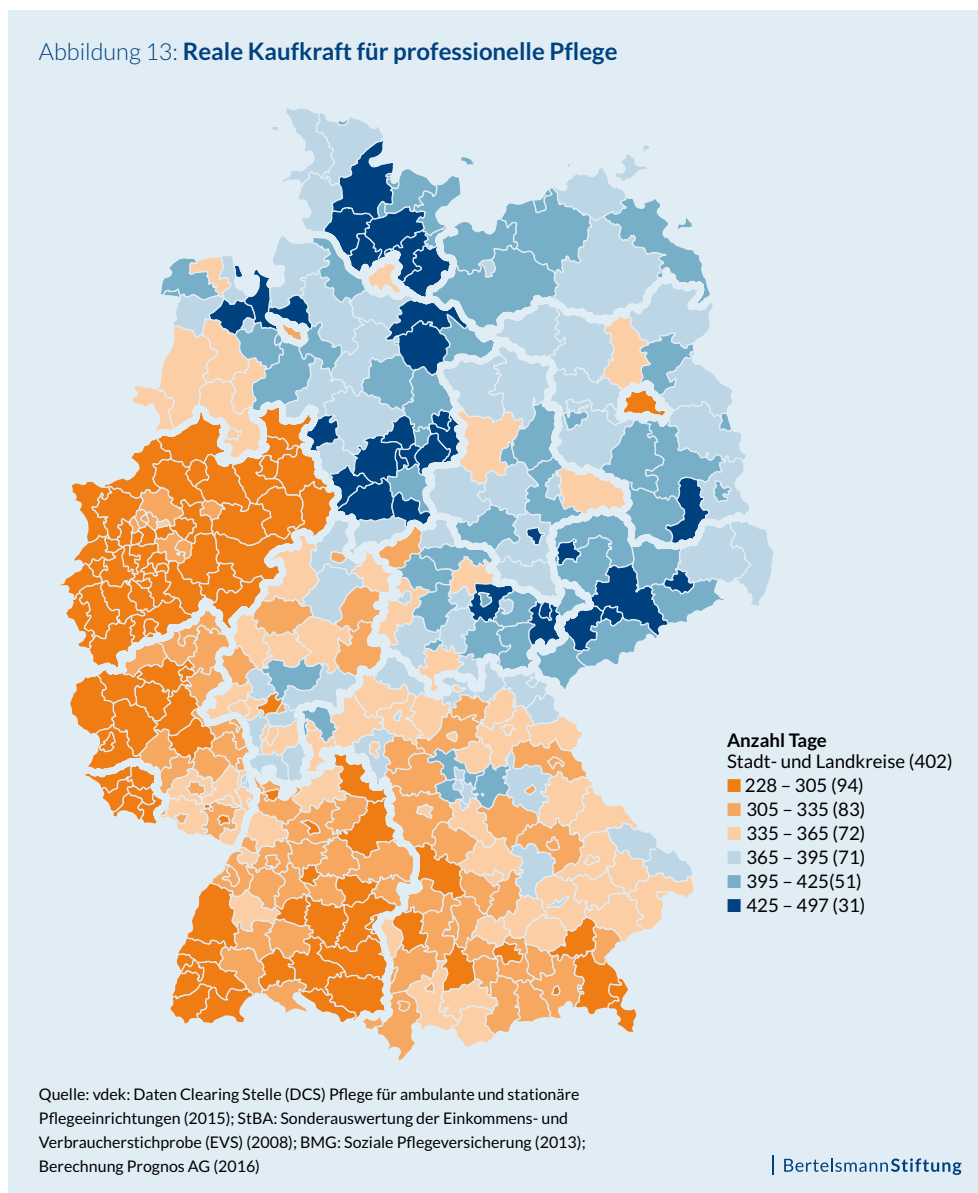 Abbildung 13: Reale Kaufkraft für professionelle Pflege
Anzahl Tage
Stadt- und Landkreise (402)
228 – 305 (94)
305 – 335 (83)
335 – 365 (72)
365 – 395 (71)
395 – 425(51)
425 – 497 (31)
Quelle: vdek: Daten Clearing Stelle (DCS) Pflege für ambulante und stationäre
Pflegeeinrichtungen (2015); StBA: Sonderauswertung der Einkommens- und
Verbraucherstichprobe (EVS) (2008); BMG: Soziale Pflegeversicherung (2013);
Berechnung Prognos AG (2016)
BertelsmannStiftung